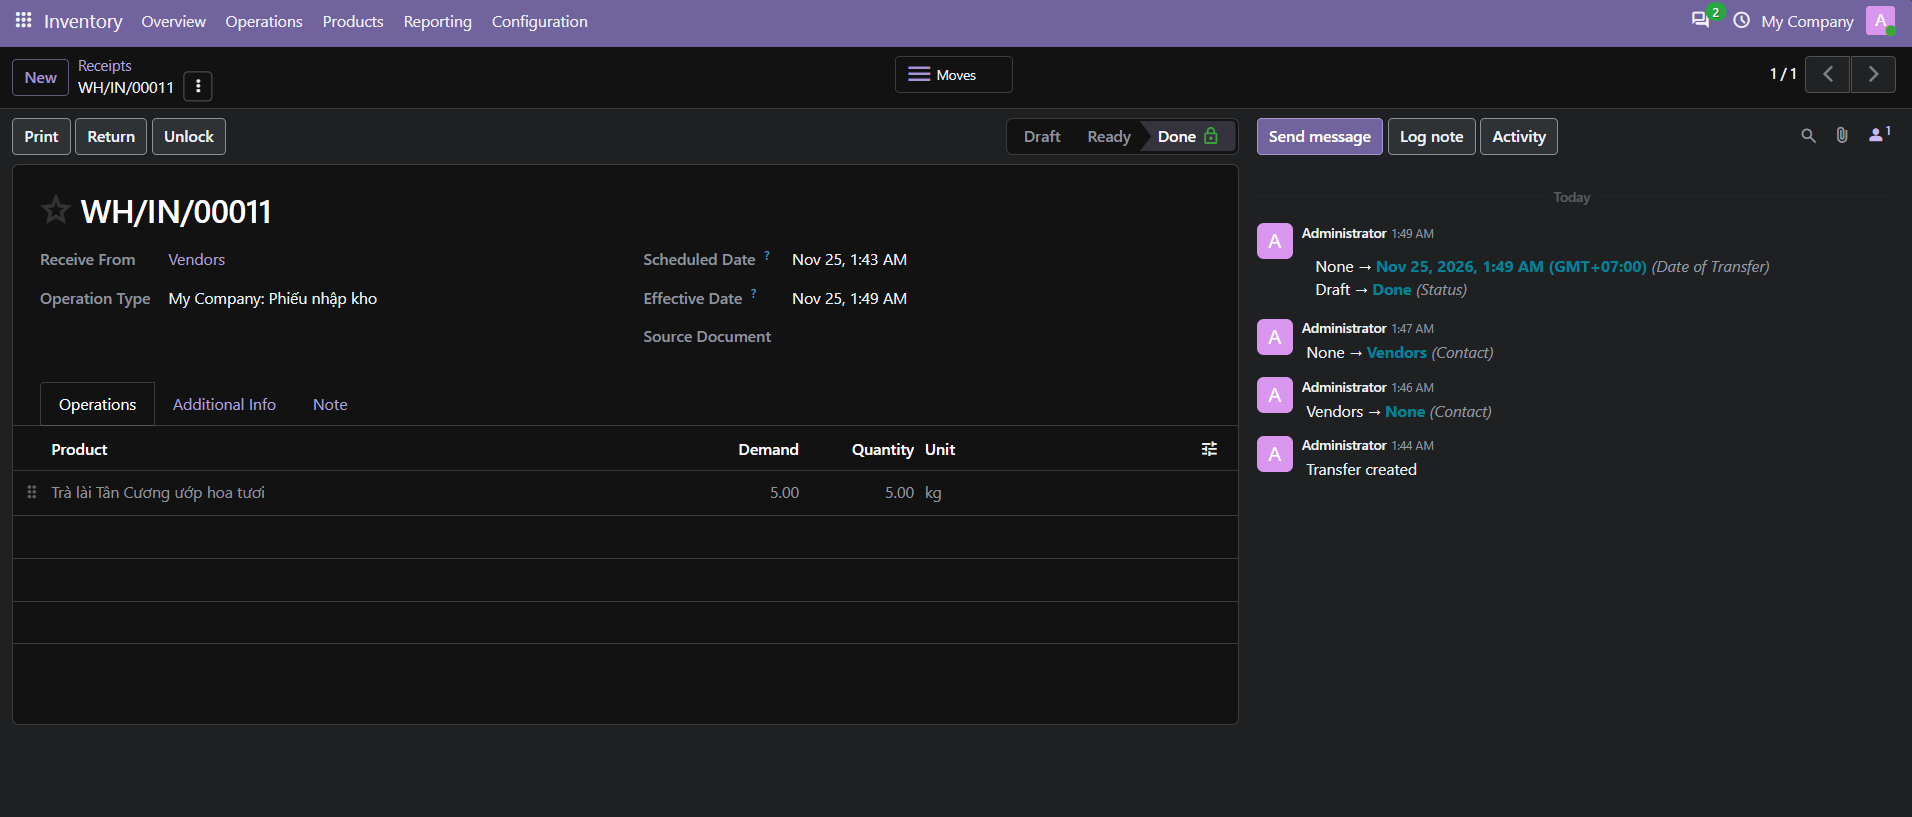 Inventory Overview Operations Products Reporting Configuration 2 My Company A
New Receipts
WH/IN/00011
Moves
1 / 1
Print Return Unlock
Draft Ready Done
Send message Log note Activity 1
WH/IN/00011
Receive From Vendors
Operation Type My Company: Phiếu nhập kho
Scheduled Date ? Nov 25, 1:43 AM
Effective Date ? Nov 25, 1:49 AM
Source Document
Operations Additional Info Note
Product Demand Quantity Unit
Trà lài Tân Cương ướp hoa tươi 5.00 5.00 kg
Today
A Administrator 1:49 AM
None → Nov 25, 2026, 1:49 AM (GMT+07:00) (Date of Transfer)
Draft → Done (Status)
A Administrator 1:47 AM
None → Vendors (Contact)
A Administrator 1:46 AM
Vendors → None (Contact)
A Administrator 1:44 AM
Transfer created